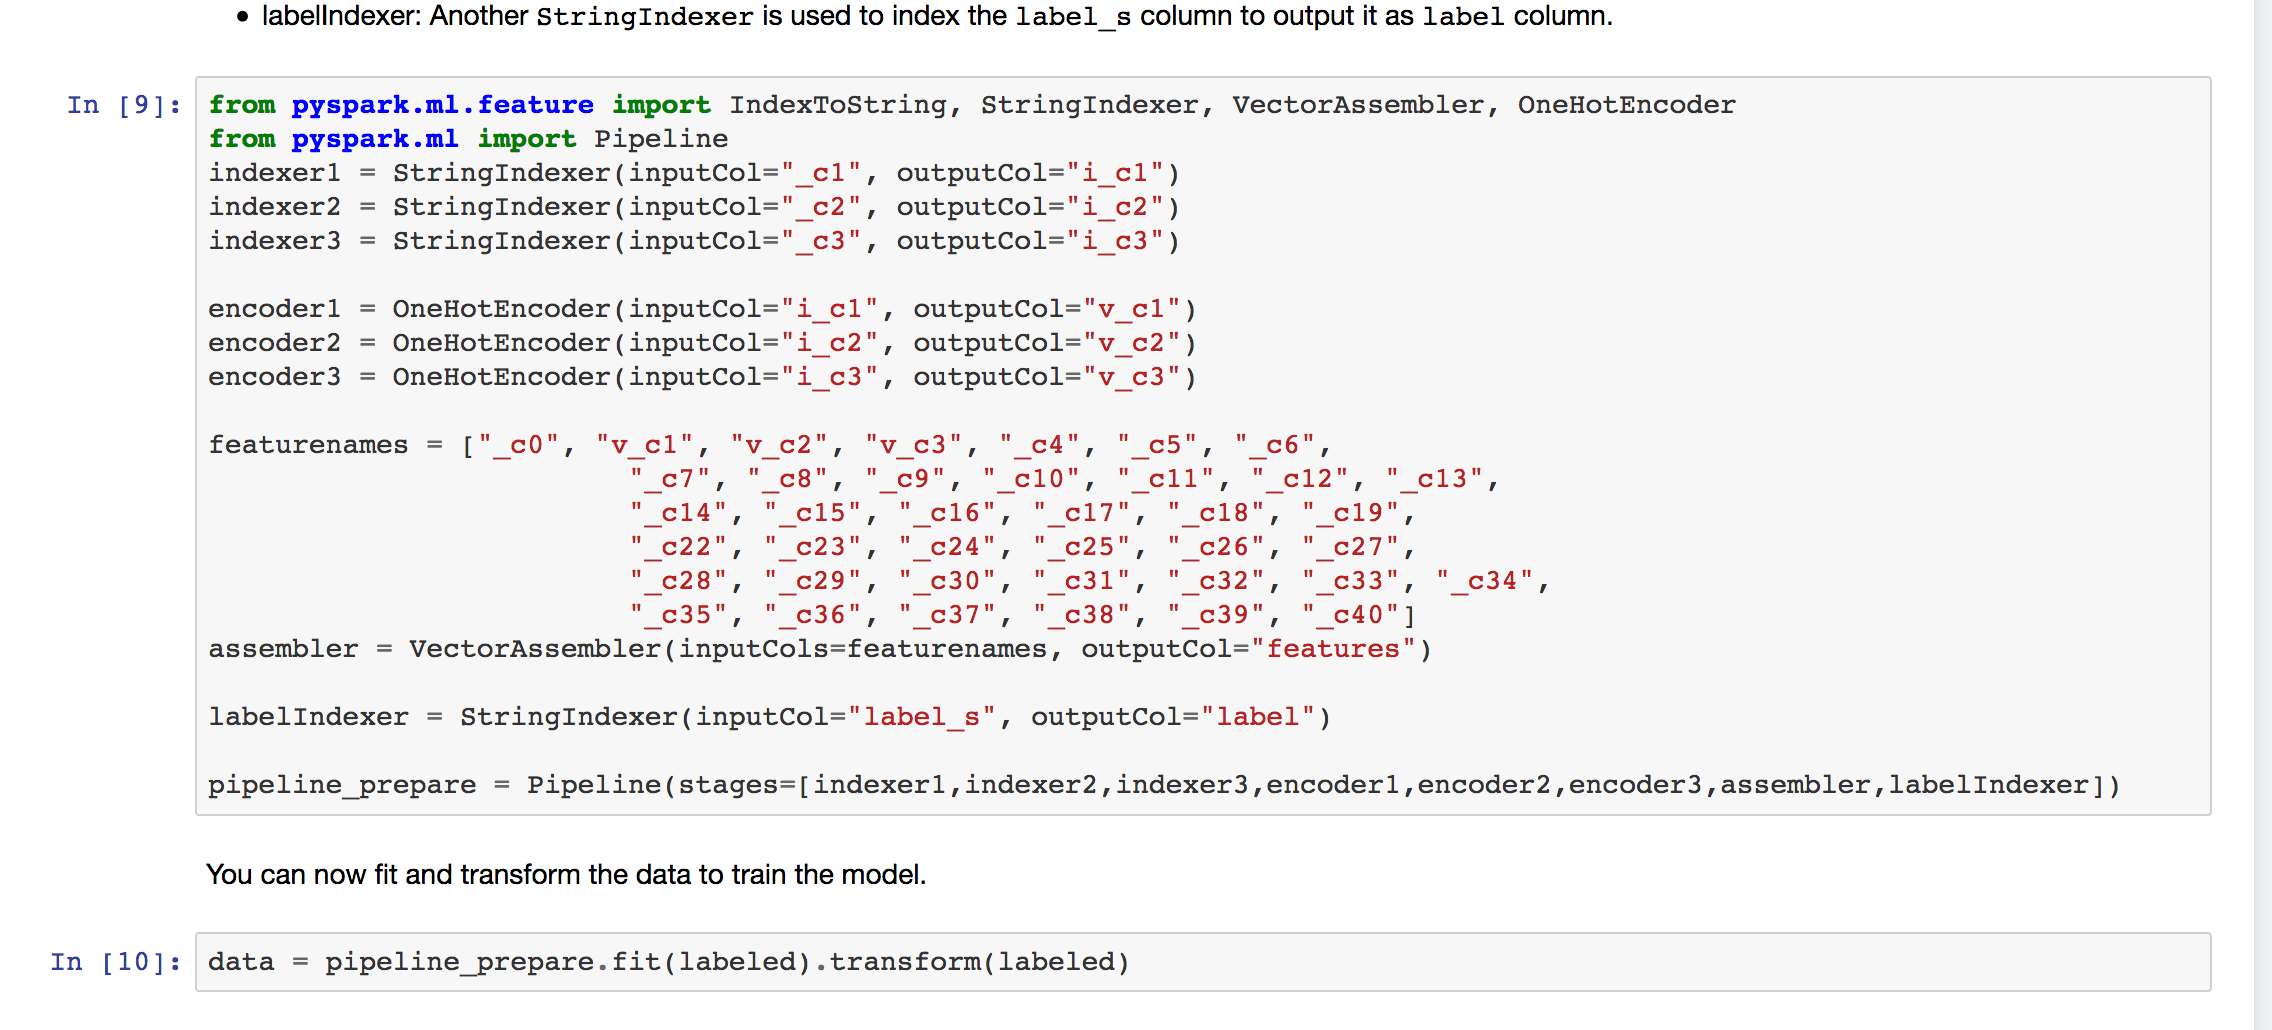 • labelIndexer: Another StringIndexer is used to index the label_s column to output it as label column.
In [9]:
from pyspark.ml.feature import IndexToString, StringIndexer, VectorAssembler, OneHotEncoder
from pyspark.ml import Pipeline
indexer1 = StringIndexer(inputCol="_c1", outputCol="i_c1")
indexer2 = StringIndexer(inputCol="_c2", outputCol="i_c2")
indexer3 = StringIndexer(inputCol="_c3", outputCol="i_c3")
encoder1 = OneHotEncoder(inputCol="i_c1", outputCol="v_c1")
encoder2 = OneHotEncoder(inputCol="i_c2", outputCol="v_c2")
encoder3 = OneHotEncoder(inputCol="i_c3", outputCol="v_c3")
featurenames = ["_c0", "v_c1", "v_c2", "v_c3", "_c4", "_c5", "_c6",
"_c7", "_c8", "_c9", "_c10", "_c11", "_c12", "_c13",
"_c14", "_c15", "_c16", "_c17", "_c18", "_c19",
"_c22", "_c23", "_c24", "_c25", "_c26", "_c27",
"_c28", "_c29", "_c30", "_c31", "_c32", "_c33", "_c34",
"_c35", "_c36", "_c37", "_c38", "_c39", "_c40"]
assembler = VectorAssembler(inputCols=featurenames, outputCol="features")
labelIndexer = StringIndexer(inputCol="label_s", outputCol="label")
pipeline_prepare = Pipeline(stages=[indexer1,indexer2,indexer3,encoder1,encoder2,encoder3,assembler,labelIndexer])
You can now fit and transform the data to train the model.
In [10]:
data = pipeline_prepare.fit(labeled).transform(labeled)